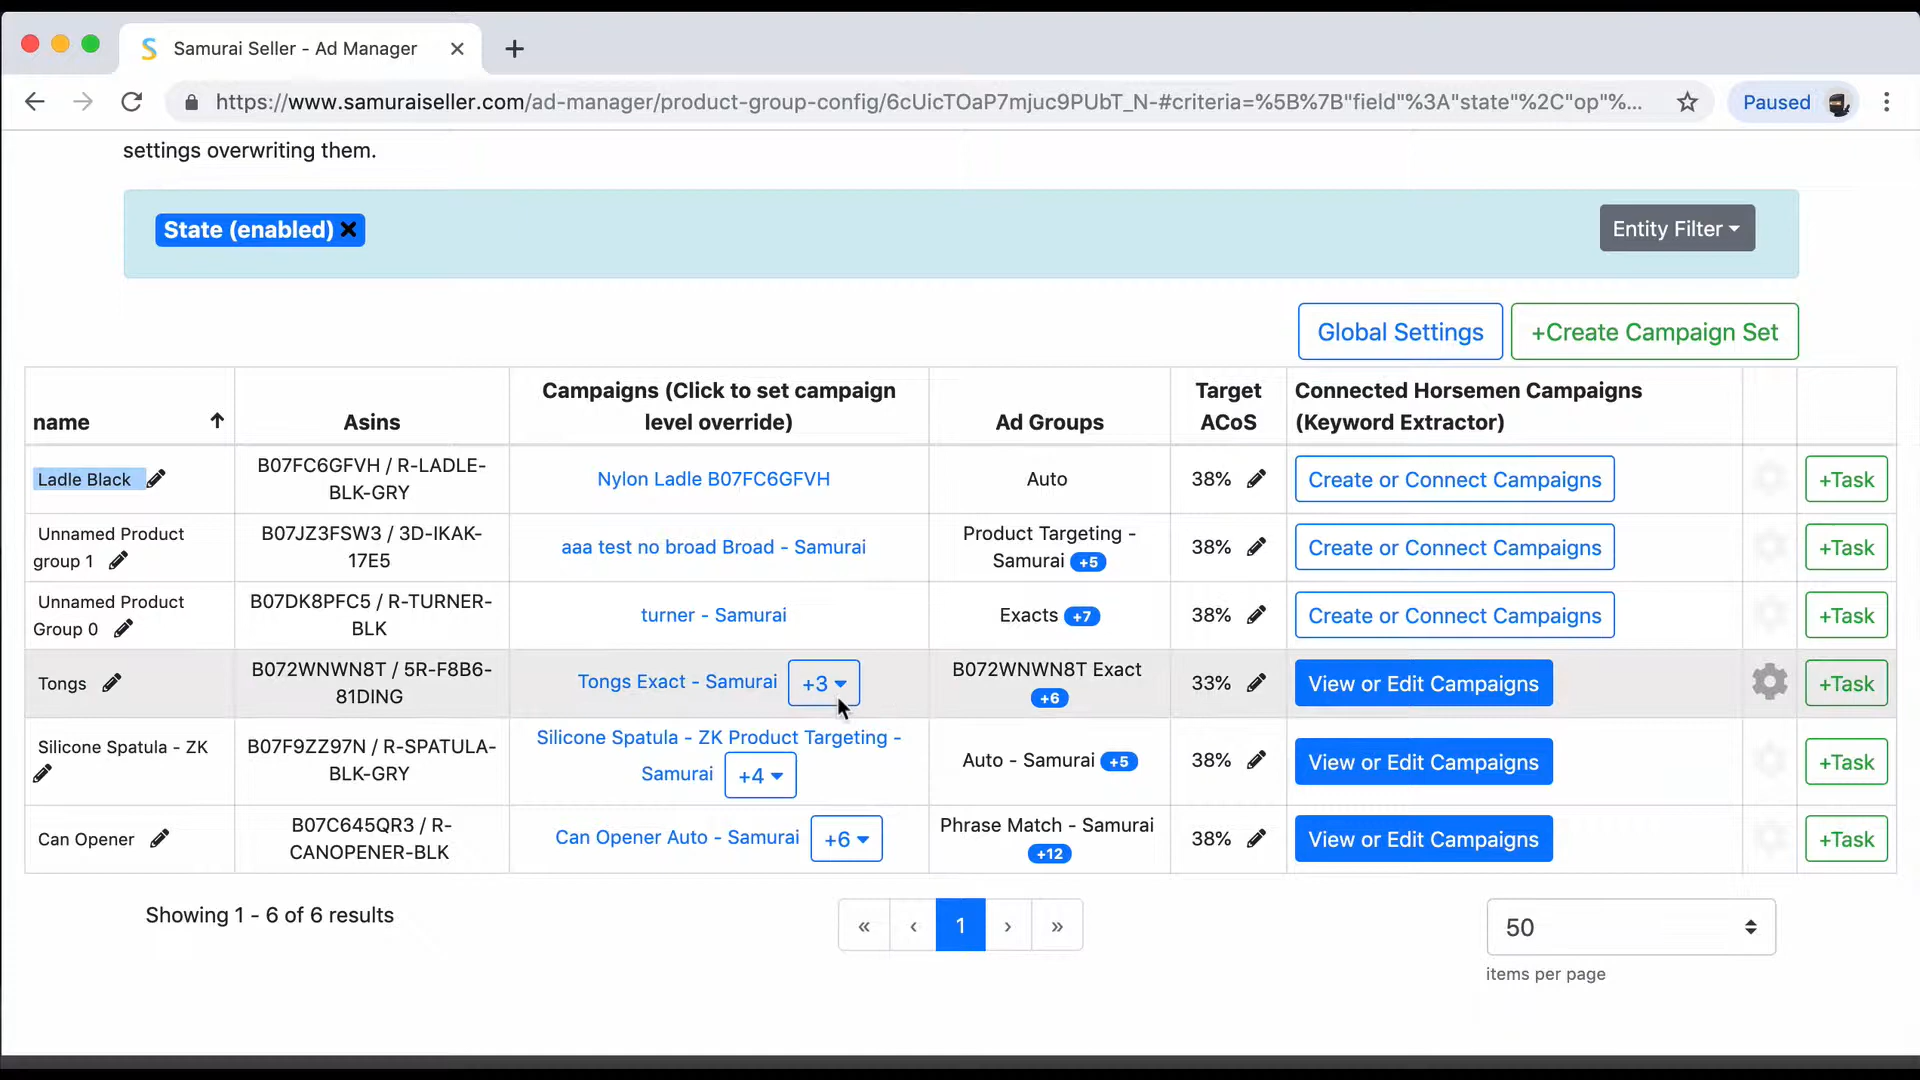 Samurai Seller - Ad Manager
https://www.samuraiseller.com/ad-manager/product-group-config/6cUicTOaP7mjuc9PUbT_N-#criteria=%5B%7B"field"%3A"state"%2C"op"%...
Paused
settings overwriting them.
State (enabled) ✖
Entity Filter
Global Settings
+Create Campaign Set
name
Asins
Campaigns (Click to set campaign
level override)
Ad Groups
Target
ACoS
Connected Horsemen Campaigns
(Keyword Extractor)
Ladle Black
B07FC6GFVH / R-LADLE-
BLK-GRY
Nylon Ladle B07FC6GFVH
Auto
38%
Create or Connect Campaigns
+Task
Unnamed Product
group 1
B07JZ3FSW3 / 3D-IKAK-
17E5
aaa test no broad Broad - Samurai
Product Targeting -
Samurai +5
38%
Create or Connect Campaigns
+Task
Unnamed Product
Group 0
B07DK8PFC5 / R-TURNER-
BLK
turner - Samurai
Exacts +7
38%
Create or Connect Campaigns
+Task
Tongs
B072WNWN8T / 5R-F8B6-
81DING
Tongs Exact - Samurai +3
B072WNWN8T Exact
+6
33%
View or Edit Campaigns
+Task
Silicone Spatula - ZK
B07F9ZZ97N / R-SPATULA-
BLK-GRY
Silicone Spatula - ZK Product Targeting -
Samurai +4
Auto - Samurai +5
38%
View or Edit Campaigns
+Task
Can Opener
B07C645QR3 / R-
CANOPENER-BLK
Can Opener Auto - Samurai +6
Phrase Match - Samurai
+12
38%
View or Edit Campaigns
+Task
Showing 1 - 6 of 6 results
« ‹ 1 › »
50
items per page